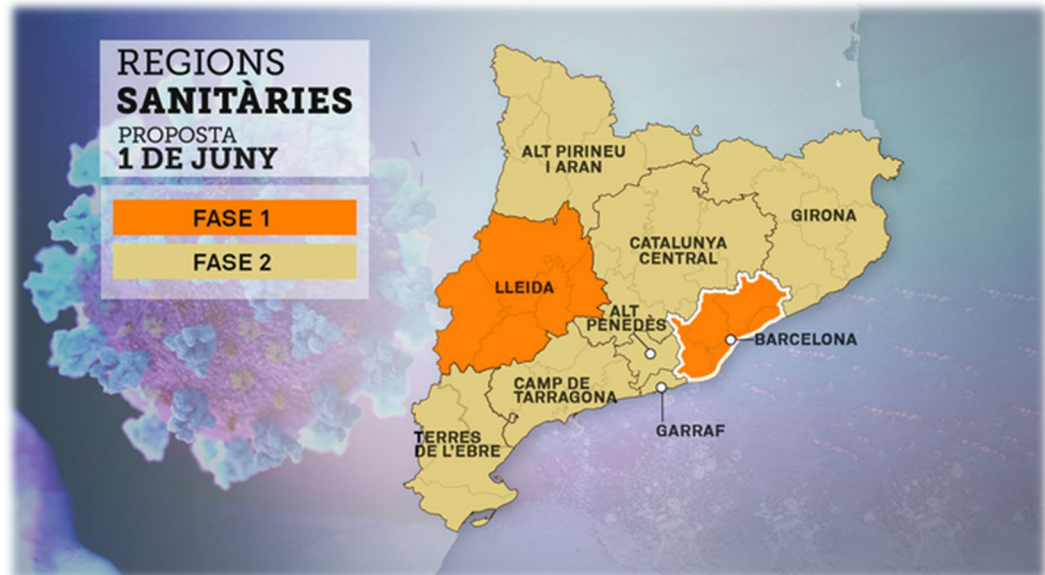 REGIONS
SANITÀRIES
PROPOSTA
1 DE JUNY
FASE 1
FASE 2
ALT PIRINEU
I ARAN
GIRONA
CATALUNYA
CENTRAL
LLEIDA
ALT
PENEDÈS
BARCELONA
CAMP DE
TARRAGONA
GARRAF
TERRES
DE L'EBRE